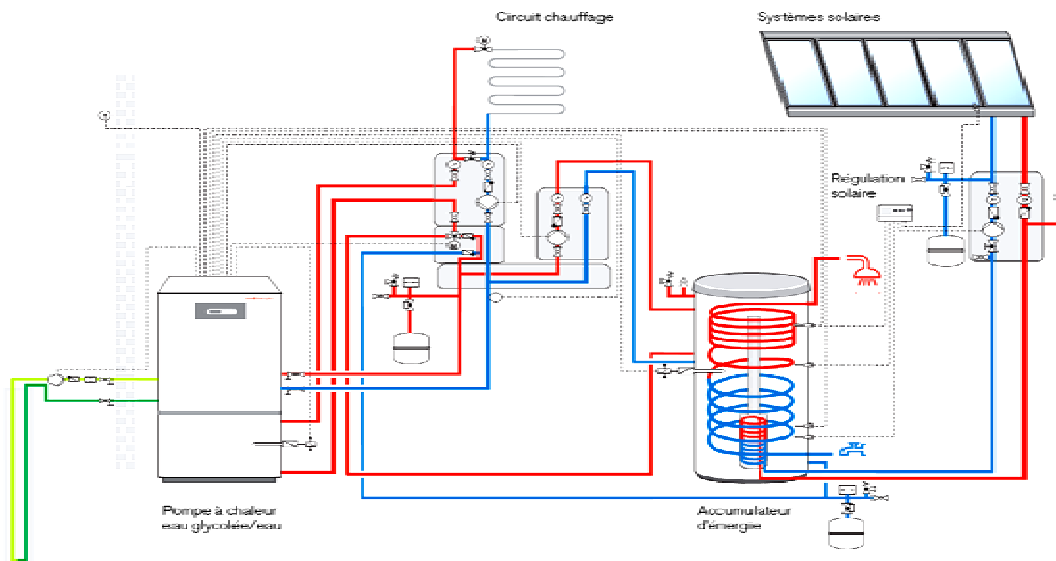 Circuit chauffage
Systèmes solaires
Régulation
solaire
Pompe à chaleur
eau glycolée/eau
Accumulateur
d'énergie